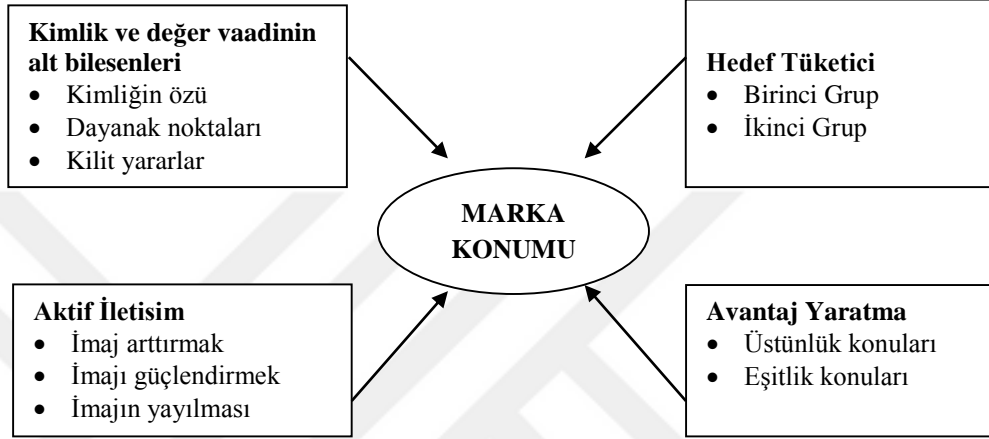 Kimlik ve değer vaadinin
alt bilesenleri
• Kimliğin özü
• Dayanak noktaları
• Kilit yararlar
Hedef Tüketici
• Birinci Grup
• İkinci Grup
MARKA
KONUMU
Aktif İletisim
• İmaj arttırmak
• İmajı güçlendirmek
• İmajın yayılması
Avantaj Yaratma
• Üstünlük konuları
• Eşitlik konuları